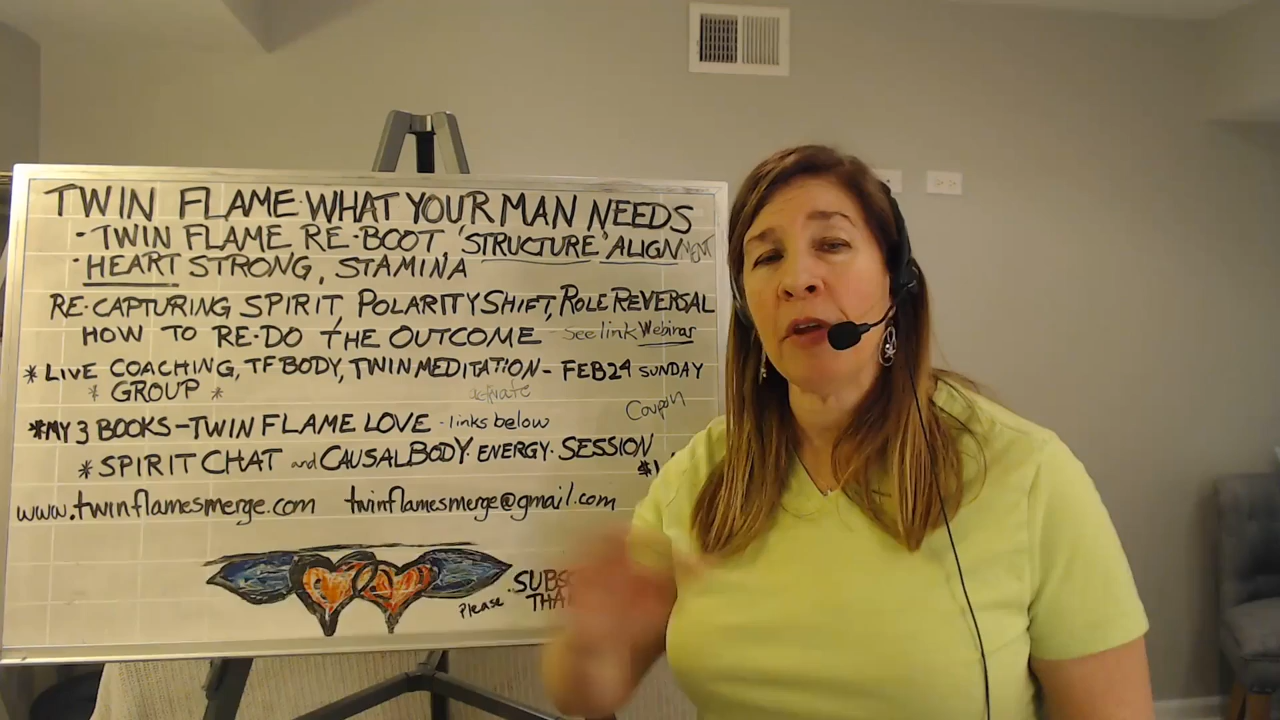 TWIN FLAME·WHAT YOUR MAN NEEDS
·TWIN FLAME RE·BOOT, 'STRUCTURE' ALIGNMENT
·HEART STRONG, STAMINA
RE·CAPTURING SPIRIT, POLARITY SHIFT, ROLE REVERSAL
HOW TO RE·DO THE OUTCOME See link Webinar
* LIVE COACHING, TF BODY, TWIN MEDITATION - FEB 24 SUNDAY
* GROUP * activate
Coupon
*MY 3 BOOKS - TWIN FLAME LOVE - links below
* SPIRIT CHAT and CAUSAL BODY· ENERGY· SESSION
www.twinflamesmerge.com twinflamesmerge@gmail.com
Please